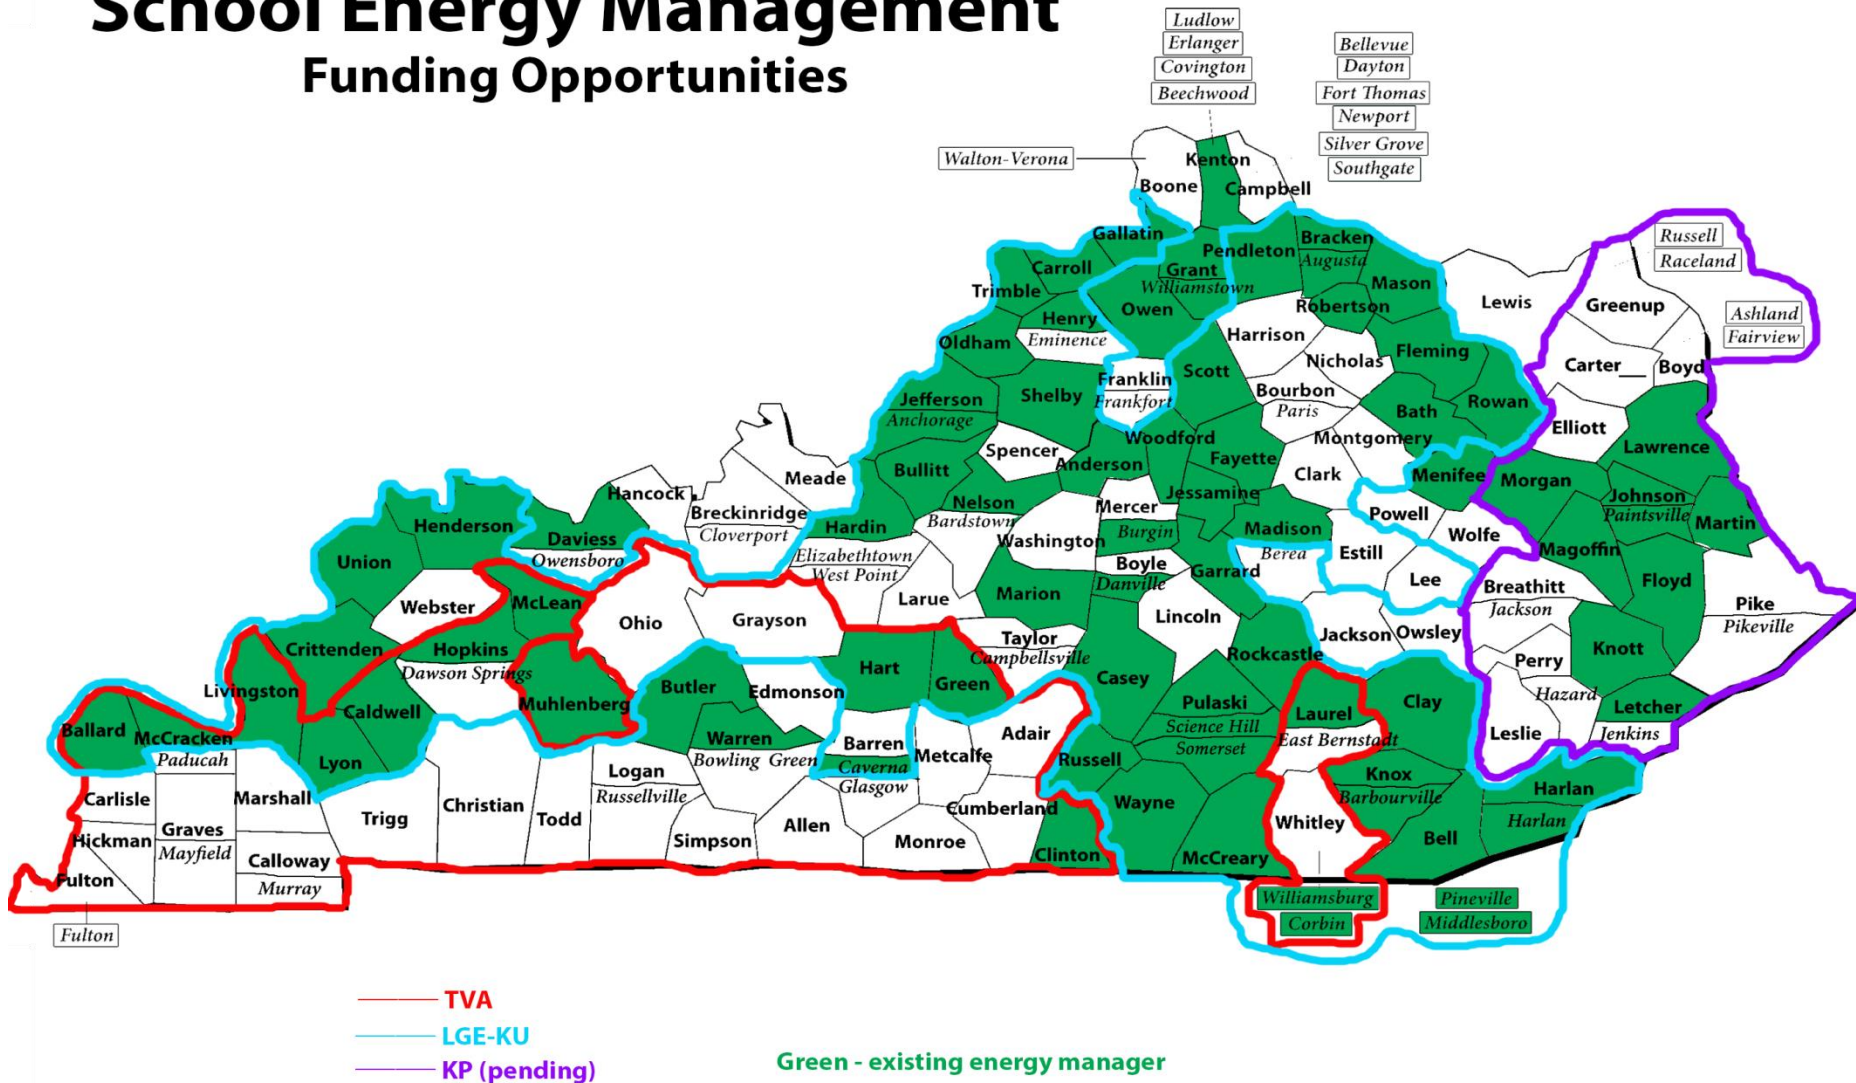 School Energy Management
Funding Opportunities
Ludlow
Erlanger
Covington
Beechwood
Bellevue
Dayton
Fort Thomas
Newport
Silver Grove
Southgate
Walton-Verona
Kenton
Boone
Campbell
Gallatin
Pendleton
Bracken
Augusta
Russell
Raceland
Carroll
Grant
Williamstown
Mason
Trimble
Owen
Robertson
Lewis
Greenup
Ashland
Fairview
Henry
Eminence
Oldham
Harrison
Nicholas
Fleming
Carter__
Boyd
Franklin
Frankfort
Scott
Shelby
Bourbon
Paris
Jefferson
Anchorage
Bath
Rowan
Elliott
Woodford
Montgomery
Lawrence
Spencer
Anderson
Fayette
Bullitt
Clark
Menifee
Morgan
Meade
Hancock
Breckinridge
Cloverport
Nelson
Bardstown
Mercer
Burgin
Jessamine
Powell
Johnson
Paintsville
Martin
Henderson
Daviess
Owensboro
Hardin
Elizabethtown
West Point
Washington
Madison
Berea
Estill
Wolfe
Magoffin
Union
Boyle
Danville
Garrard
Lee
Breathitt
Jackson
Floyd
Webster
McLean
Ohio
Grayson
Larue
Marion
Lincoln
Pike
Pikeville
Crittenden
Hopkins
Dawson Springs
Taylor
Campbellsville
Jackson
Owsley
Rockcastle
Perry
Hazard
Knott
Livingston
Muhlenberg
Butler
Edmonson
Hart
Green
Casey
Pulaski
Science Hill
Somerset
Laurel
East Bernstadt
Clay
Leslie
Letcher
Jenkins
Ballard
McCracken
Paducah
Caldwell
Lyon
Warren
Bowling Green
Barren
Caverna
Glasgow
Metcalfe
Adair
Russell
Knox
Barbourville
Harlan
Harlan
Carlisle
Marshall
Logan
Russellville
Trigg
Christian
Todd
Cumberland
Wayne
Whitley
Bell
Hickman
Graves
Mayfield
Calloway
Murray
Simpson
Allen
Monroe
Clinton
McCreary
Fulton
Fulton
Williamsburg
Corbin
Pineville
Middlesboro
TVA
LGE-KU
KP (pending)
Green - existing energy manager